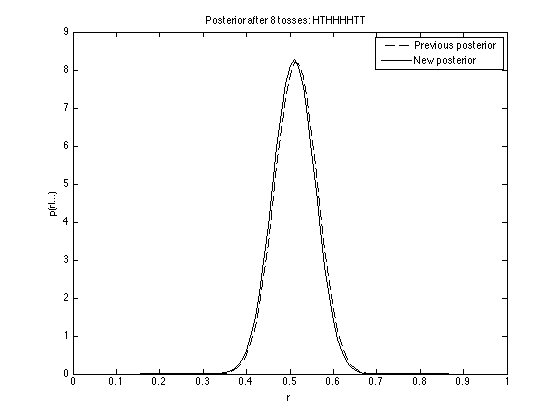 Posterior after 8 tosses: HTHHHHTT
9
8
7
6
5
4
3
2
1
0
p(r|...)
Previous posterior
New posterior
0 0.1 0.2 0.3 0.4 0.5 0.6 0.7 0.8 0.9 1
r